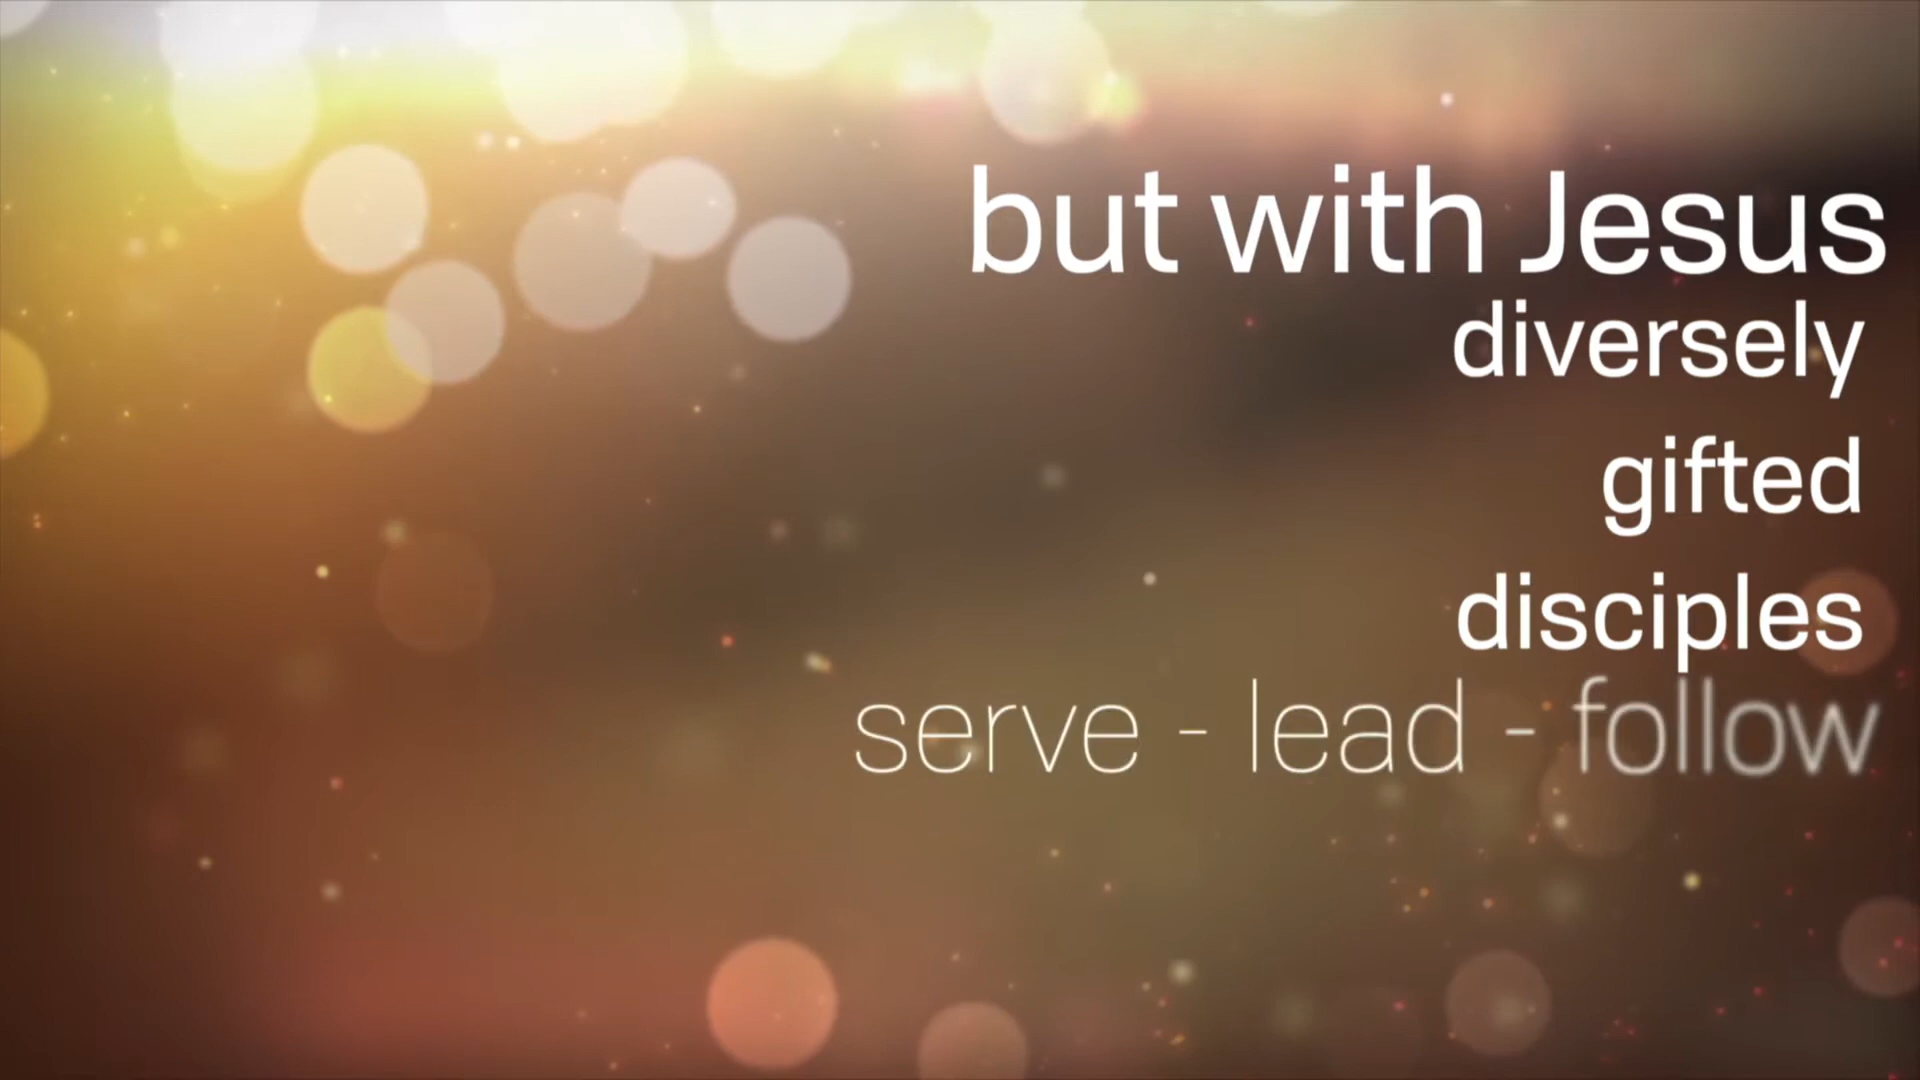 but with Jesus
diversely
gifted
disciples
serve - lead - follow